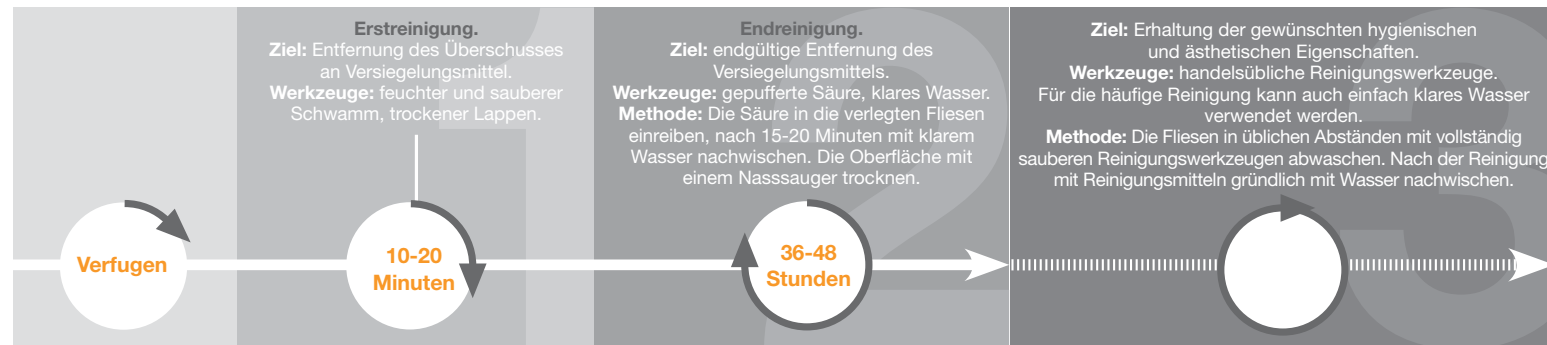 Verfugen
1
Erstreinigung.
Ziel: Entfernung des Überschusses
an Versiegelungsmittel.
Werkzeuge: feuchter und sauberer
Schwamm, trockener Lappen.
10-20
Minuten
2
Endreinigung.
Ziel: endgültige Entfernung des
Versiegelungsmittels.
Werkzeuge: gepufferte Säure, klares Wasser.
Methode: Die Säure in die verlegten Fliesen
einreiben, nach 15-20 Minuten mit klarem
Wasser nachwischen. Die Oberfläche mit
einem Nasssauger trocknen.
36-48
Stunden
3
Ziel: Erhaltung der gewünschten hygienischen
und ästhetischen Eigenschaften.
Werkzeuge: handelsübliche Reinigungswerkzeuge.
Für die häufige Reinigung kann auch einfach klares Wasser
verwendet werden.
Methode: Die Fliesen in üblichen Abständen mit vollständig
sauberen Reinigungswerkzeugen abwaschen. Nach der Reinigung
mit Reinigungsmitteln gründlich mit Wasser nachwischen.